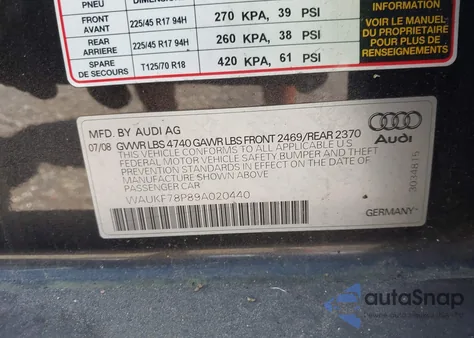 PNEU
FRONT
AVANT
225/45 R17 94H
270 KPA, 39 PSI
REAR
ARRIERE
225/45 R17 94H
260 KPA, 38 PSI
SPARE
DE SECOURS
T125/70 R18
420 KPA, 61 PSI
INFORMATION
VOIR LE MANUEL
DU PROPRIETAIRE
POUR PLUS DE
RENSEIGNEMENTS
MFD. BY AUDI AG
07/08 GVWR LBS 4740 GAWR LBS FRONT 2469/REAR 2370
THIS VEHICLE CONFORMS TO ALL APPLICABLE U.S.
FEDERAL MOTOR VEHICLE SAFETY BUMPER AND THEFT
PREVENTION STANDARDS IN EFFECT ON THE DATE OF
MANUFACTURE SHOWN ABOVE.
PASSENGER CAR
WAUKF78P89A020440
Audi
3034815
GERMANY
autoSnap